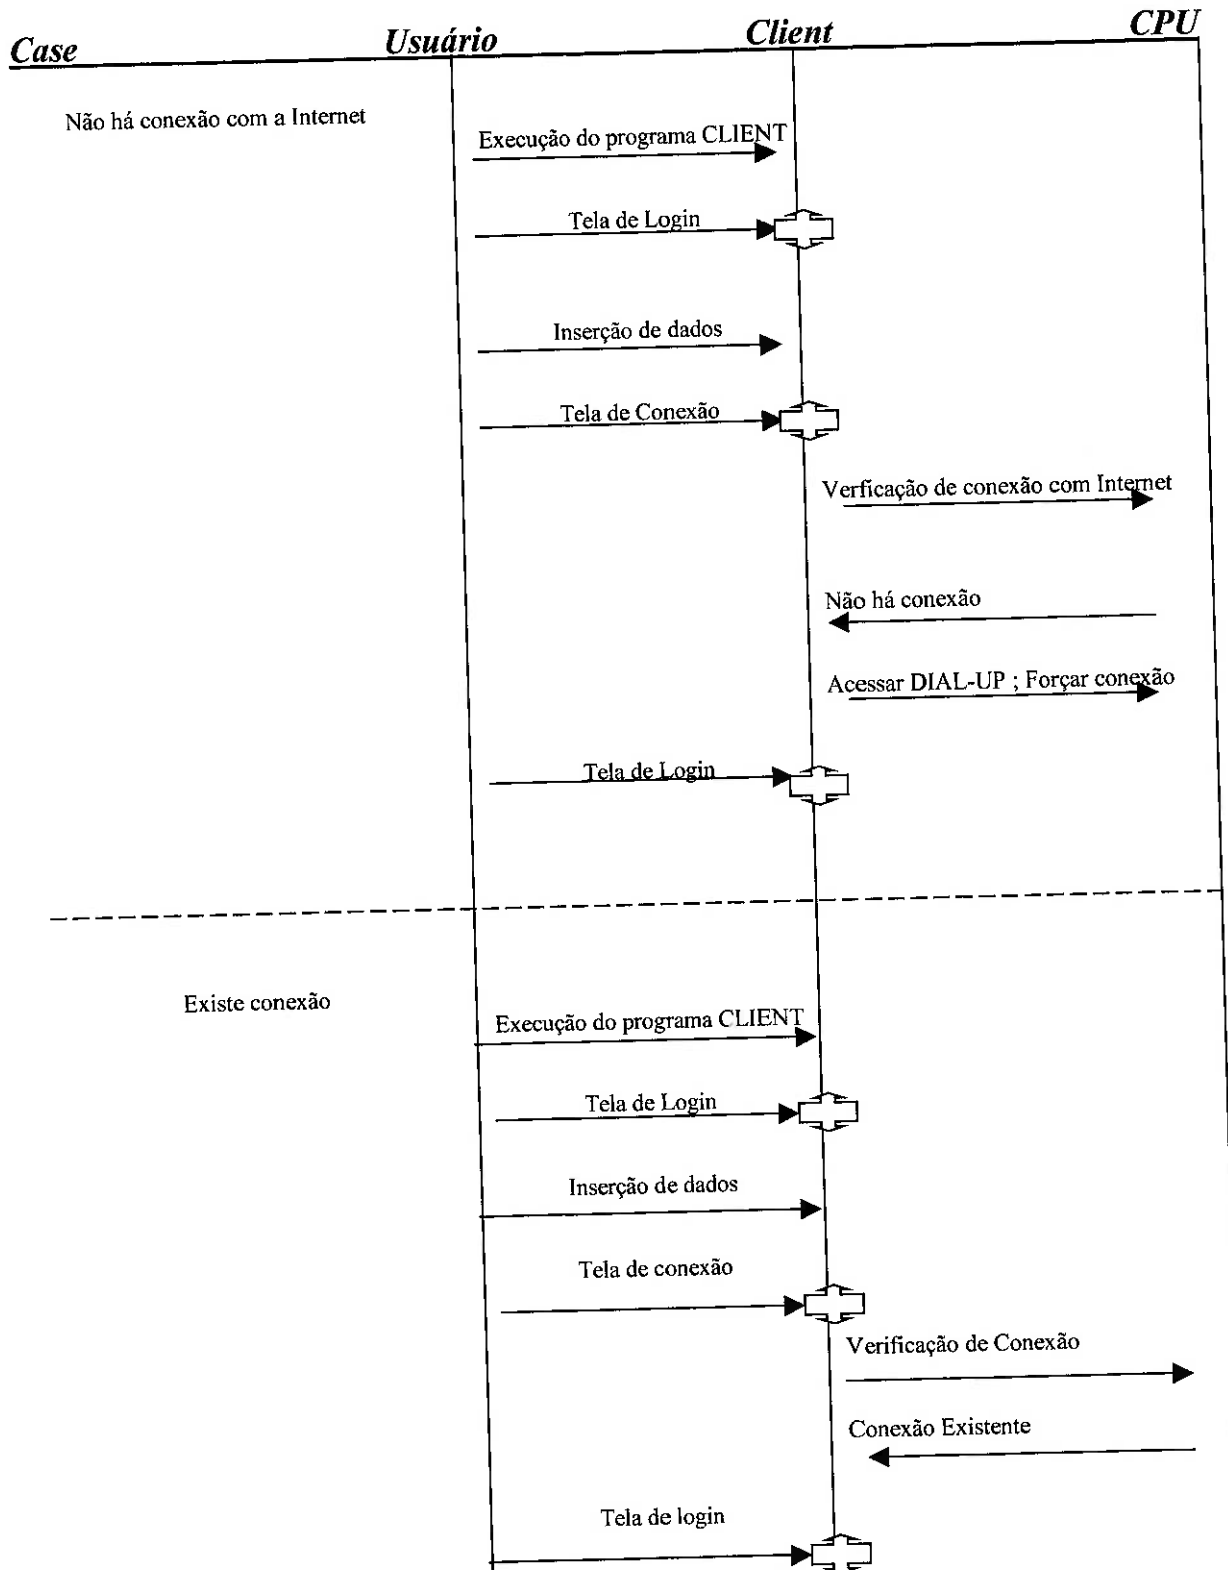 Case Usuário Client CPU
Não há conexão com a Internet
Execução do programa CLIENT
Tela de Login
Inserção de dados
Tela de Conexão
Verficação de conexão com Internet
Não há conexão
Acessar DIAL-UP ; Forçar conexão
Tela de Login
Existe conexão
Execução do programa CLIENT
Tela de Login
Inserção de dados
Tela de conexão
Verificação de Conexão
Conexão Existente
Tela de login